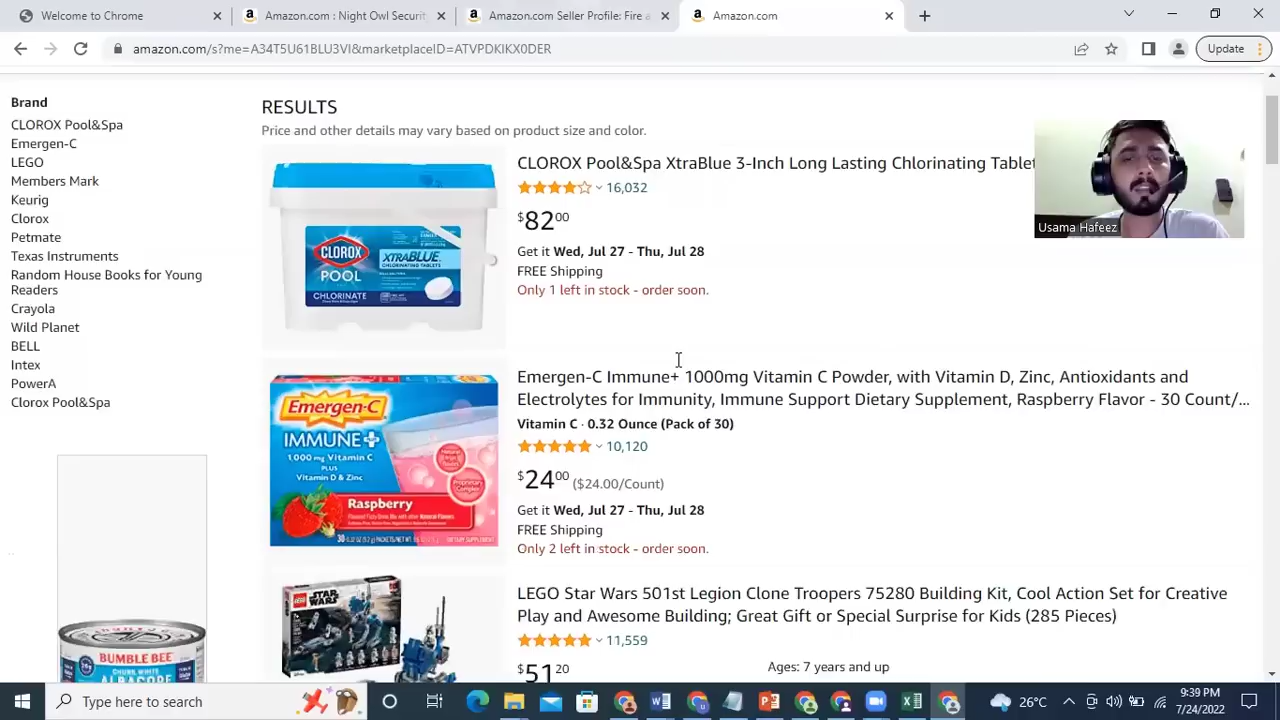 Welcome to Chrome
Amazon.com : Night Owl Securit
Amazon.com Seller Profile: Fire a
Amazon.com
amazon.com/s?me=A34T5U61BLU3VI&marketplaceID=ATVPDKIKX0DER
Update
Brand
CLOROX Pool&Spa
Emergen-C
LEGO
Members Mark
Keurig
Clorox
Petmate
Texas Instruments
Random House Books for Young
Readers
Crayola
Wild Planet
BELL
Intex
PowerA
Clorox Pool&Spa
BUMBLE BEE
CHUNK WHITE
ALBACORE
RESULTS
Price and other details may vary based on product size and color.
CLOROX
POOL
XTRABLUE
CHLORINATING TABLETS
CHLORINATE
CLOROX Pool&Spa XtraBlue 3-Inch Long Lasting Chlorinating Tablet
16,032
$82 00
Get it Wed, Jul 27 - Thu, Jul 28
FREE Shipping
Only 1 left in stock - order soon.
Usama Hafeez
Emergen-C
IMMUNE+
1,000 mg Vitamin C
PLUS
Vitamin D & Zinc
Raspberry
Emergen-C Immune+ 1000mg Vitamin C Powder, with Vitamin D, Zinc, Antioxidants and
Electrolytes for Immunity, Immune Support Dietary Supplement, Raspberry Flavor - 30 Count/...
Vitamin C · 0.32 Ounce (Pack of 30)
10,120
$24 00 ($24.00/Count)
Get it Wed, Jul 27 - Thu, Jul 28
FREE Shipping
Only 2 left in stock - order soon.
LEGO
STAR WARS
LEGO Star Wars 501st Legion Clone Troopers 75280 Building Kit, Cool Action Set for Creative
Play and Awesome Building; Great Gift or Special Surprise for Kids (285 Pieces)
11,559
$51 20
Ages: 7 years and up
Type here to search
26°C
9:39 PM
7/24/2022